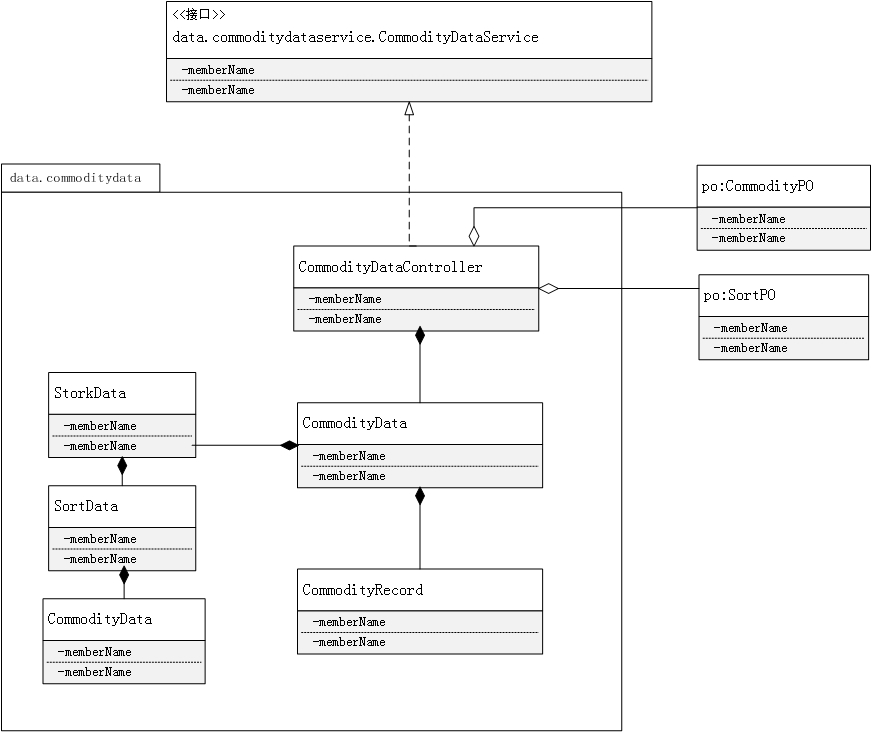 <<接口>>
data.commoditydataservice.CommodityDataService
-memberName
-memberName
data.commoditydata
po:CommodityPO
-memberName
-memberName
CommodityDataController
-memberName
-memberName
po:SortPO
-memberName
-memberName
StorkData
-memberName
-memberName
CommodityData
-memberName
-memberName
SortData
-memberName
-memberName
CommodityRecord
-memberName
-memberName
CommodityData
-memberName
-memberName